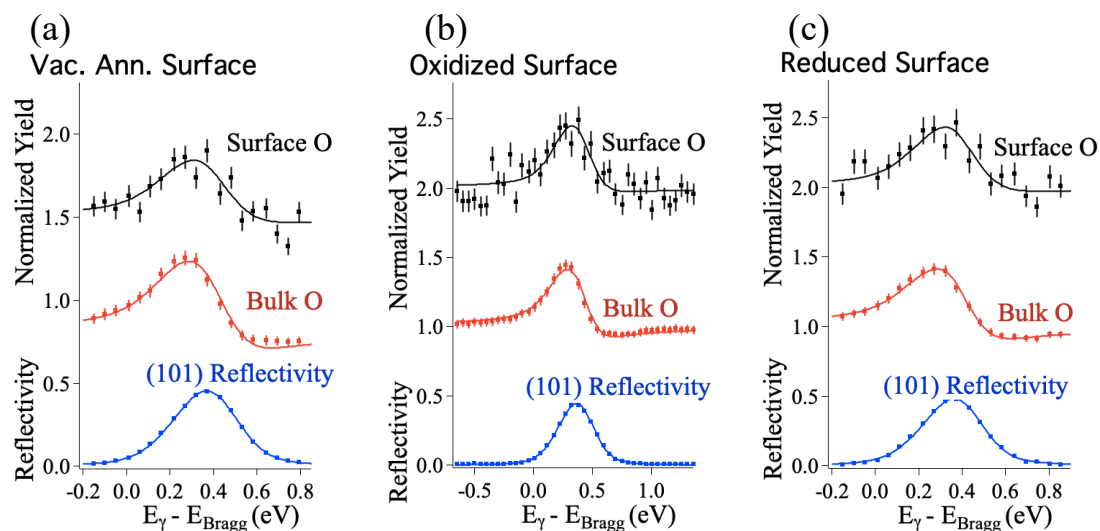 (a)
Vac. Ann. Surface
Normalized Yield
Reflectivity
2.0
1.5
1.0
0.5
0.0
Surface O
Bulk O
(101) Reflectivity
-0.2 0.0 0.2 0.4 0.6 0.8
Eγ - EBragg (eV)
(b)
Oxidized Surface
Normalized Yield
Reflectivity
2.5
2.0
1.5
1.0
0.5
0.0
Surface O
Bulk O
(101) Reflectivity
-0.5 0.0 0.5 1.0
Eγ - EBragg (eV)
(c)
Reduced Surface
Normalized Yield
Reflectivity
2.5
2.0
1.5
1.0
0.5
0.0
Surface O
Bulk O
(101) Reflectivity
-0.2 0.0 0.2 0.4 0.6 0.8
Eγ - EBragg (eV)